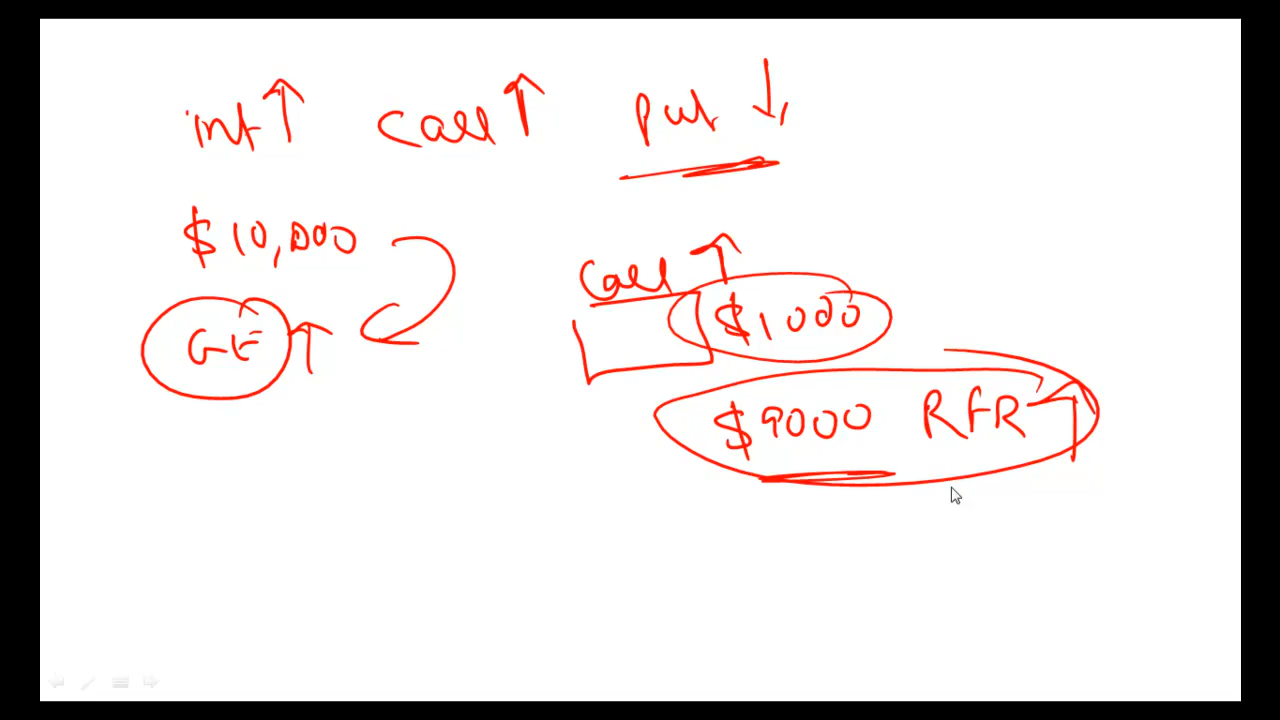 int↑ call↑ put ↓
$10,000
GE ↑
Call ↑
$1000
$9000 RFR ↑